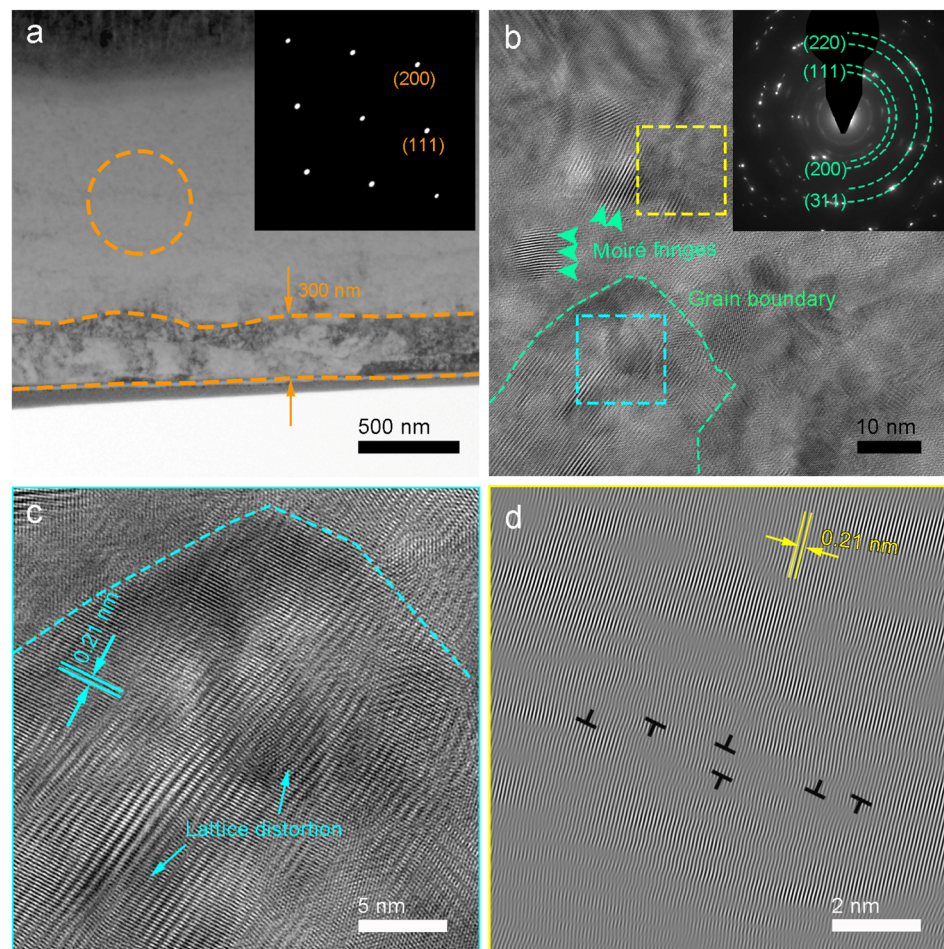 a
(200)
(111)
300 nm
500 nm
b
(220)
(111)
(200)
(311)
Moiré fringes
Grain boundary
10 nm
c
0.21 nm
Lattice distortion
5 nm
d
0.21 nm
2 nm